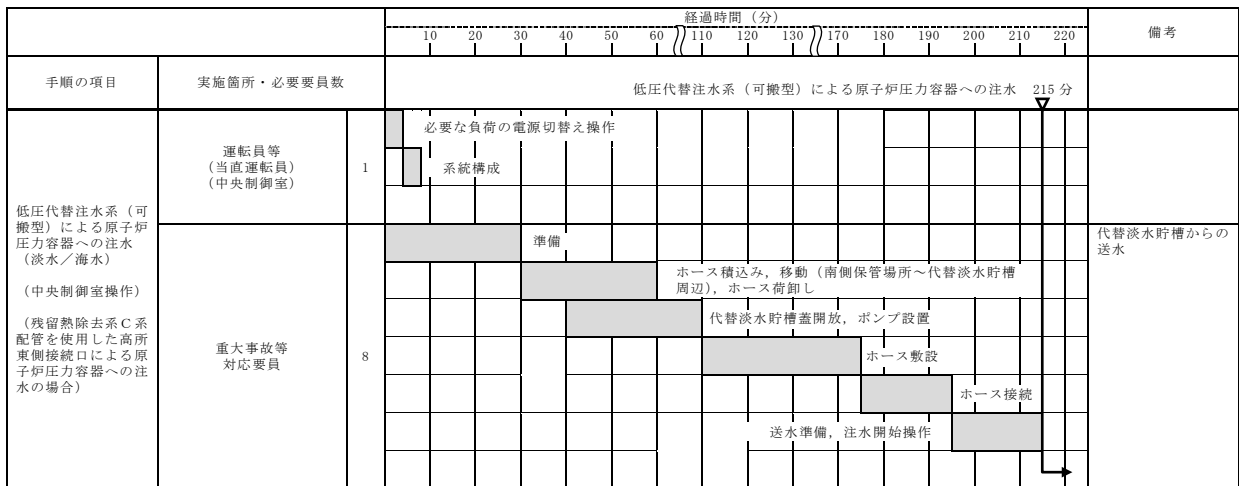 経過時間（分）
備考
10 20 30 40 50 60 110 120 130 170 180 190 200 210 220
手順の項目
実施箇所・必要要員数
低圧代替注水系（可搬型）による原子炉圧力容器への注水 215 分
低圧代替注水系（可
搬型）による原子炉
圧力容器への注水
（淡水／海水）
（中央制御室操作）
（残留熱除去系Ｃ系
配管を使用した高所
東側接続口による原
子炉圧力容器への注
水の場合）
運転員等
（当直運転員）
（中央制御室）
1
必要な負荷の電源切替え操作
系統構成
重大事故等
対応要員
8
準備
ホース積込み，移動（南側保管場所～代替淡水貯槽
周辺），ホース荷卸し
代替淡水貯槽蓋開放，ポンプ設置
ホース敷設
ホース接続
送水準備，注水開始操作
代替淡水貯槽からの
送水